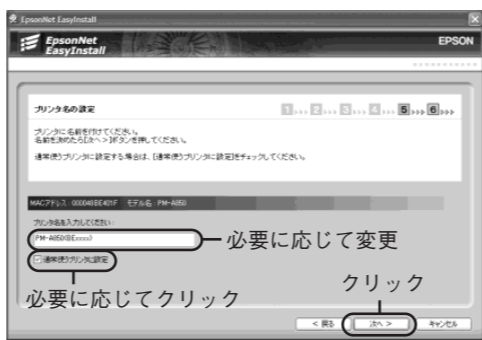 EpsonNet EasyInstall
EpsonNet
EasyInstall
EPSON
プリンタ名の設定
1 >>> 2 >>> 3 >>> 4 >>> 5 >>> 6 >>>
プリンタに名前を付けてください。
名前を決めたら[次へ >]ボタンを押してください。
通常使うプリンタに設定する場合は、[通常使うプリンタに設定]をチェックしてください。
MACアドレス : 000048BE401F モデル名 : PM-A850
プリンタ名を入力してください :
PM-A850(BExxxx)
必要に応じて変更
通常使うプリンタに設定
必要に応じてクリック
クリック
< 戻る
次へ >
キャンセル